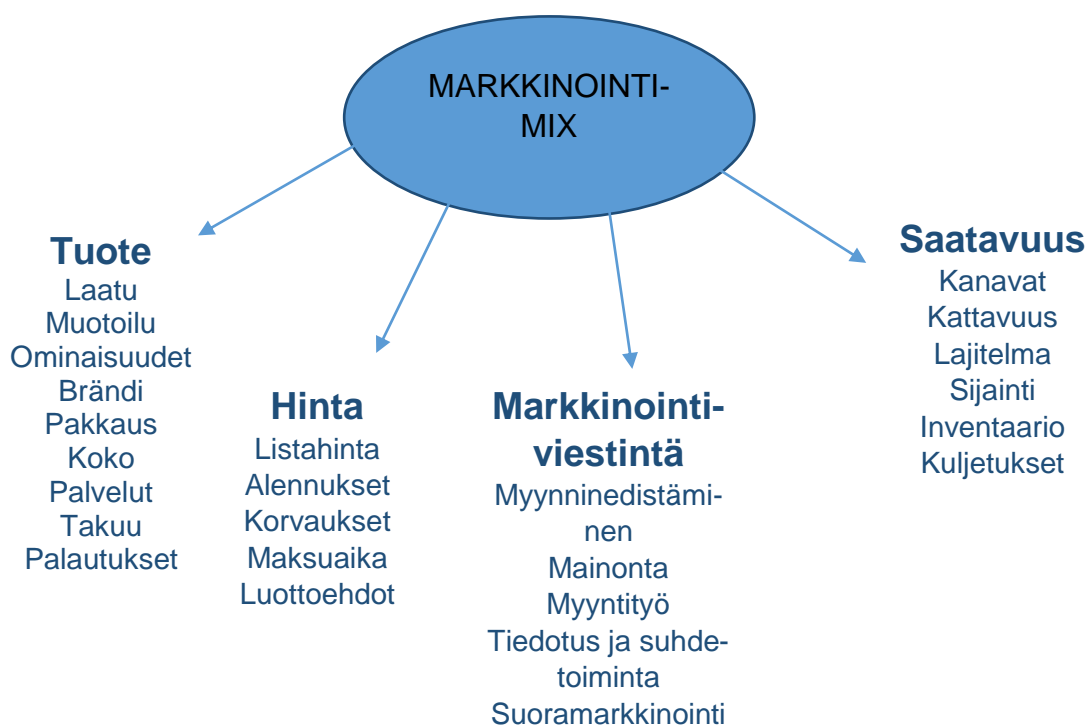 MARKKINOINTI-
MIX
Tuote
Laatu
Muotoilu
Ominaisuudet
Brändi
Pakkaus
Koko
Palvelut
Takuu
Palautukset
Hinta
Listahinta
Alennukset
Korvaukset
Maksuaika
Luottoehdot
Markkinointi-
viestintä
Myynninedistämi-
nen
Mainonta
Myyntityö
Tiedotus ja suhde-
toiminta
Suoramarkkinointi
Saatavuus
Kanavat
Kattavuus
Lajitelma
Sijainti
Inventaario
Kuljetukset